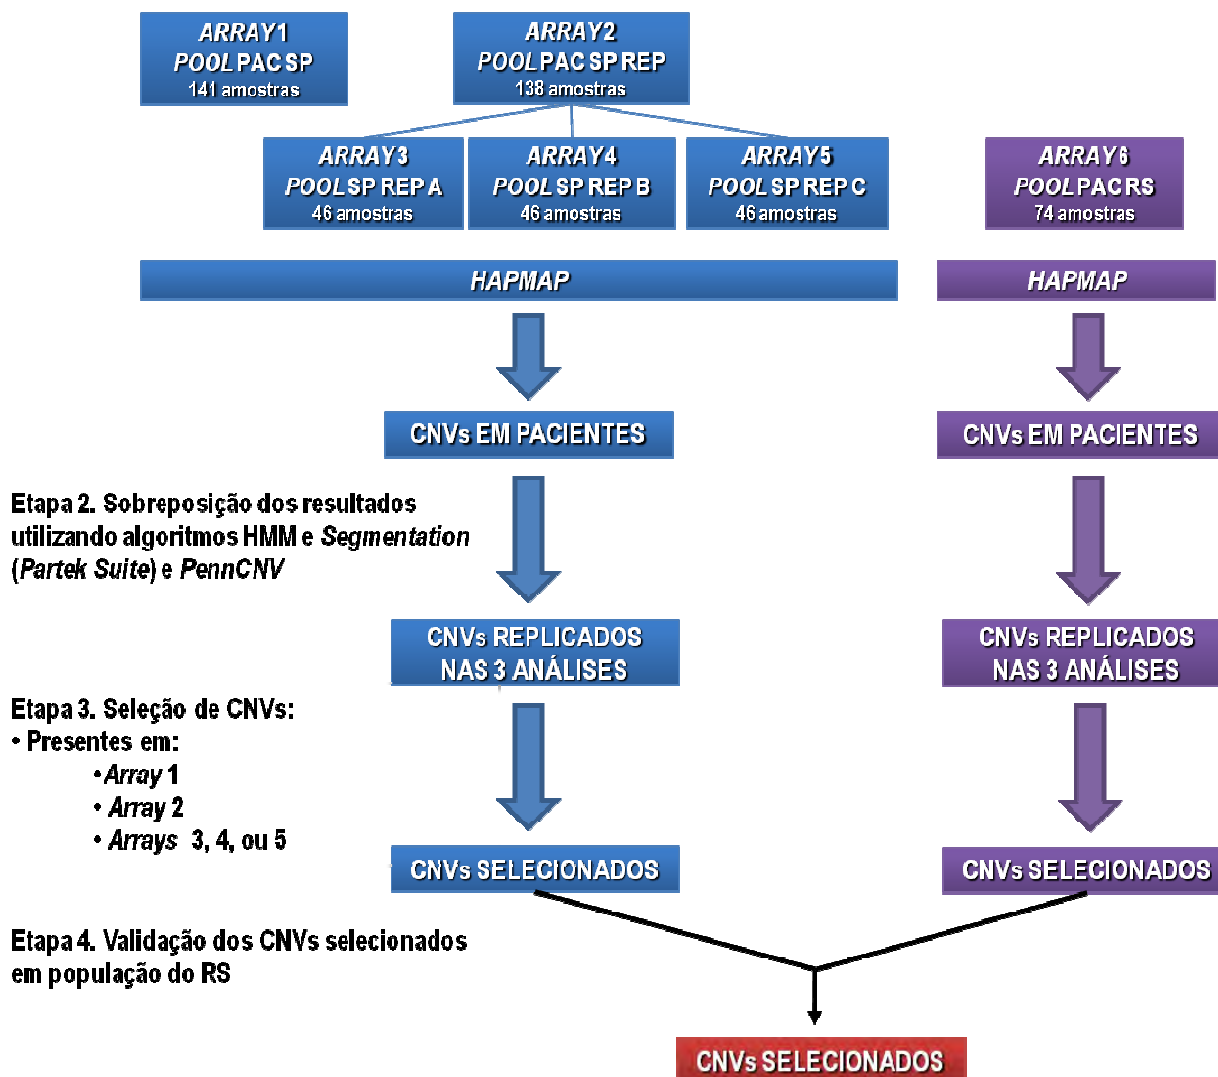 ARRAY1
POOL PAC SP
141 amostras
ARRAY2
POOL PAC SP REP
138 amostras
ARRAY3
POOL SP REP A
46 amostras
ARRAY4
POOL SP REP B
46 amostras
ARRAY5
POOL SP REP C
46 amostras
ARRAY6
POOL PAC RS
74 amostras
HAPMAP
HAPMAP
CNVs EM PACIENTES
CNVs EM PACIENTES
Etapa 2. Sobreposição dos resultados
utilizando algoritmos HMM e Segmentation
(Partek Suite) e PennCNV
CNVs REPLICADOS
NAS 3 ANÁLISES
CNVs REPLICADOS
NAS 3 ANÁLISES
Etapa 3. Seleção de CNVs:
• Presentes em:
• Array 1
• Array 2
• Arrays 3, 4, ou 5
CNVs SELECIONADOS
CNVs SELECIONADOS
Etapa 4. Validação dos CNVs selecionados
em população do RS
CNVs SELECIONADOS